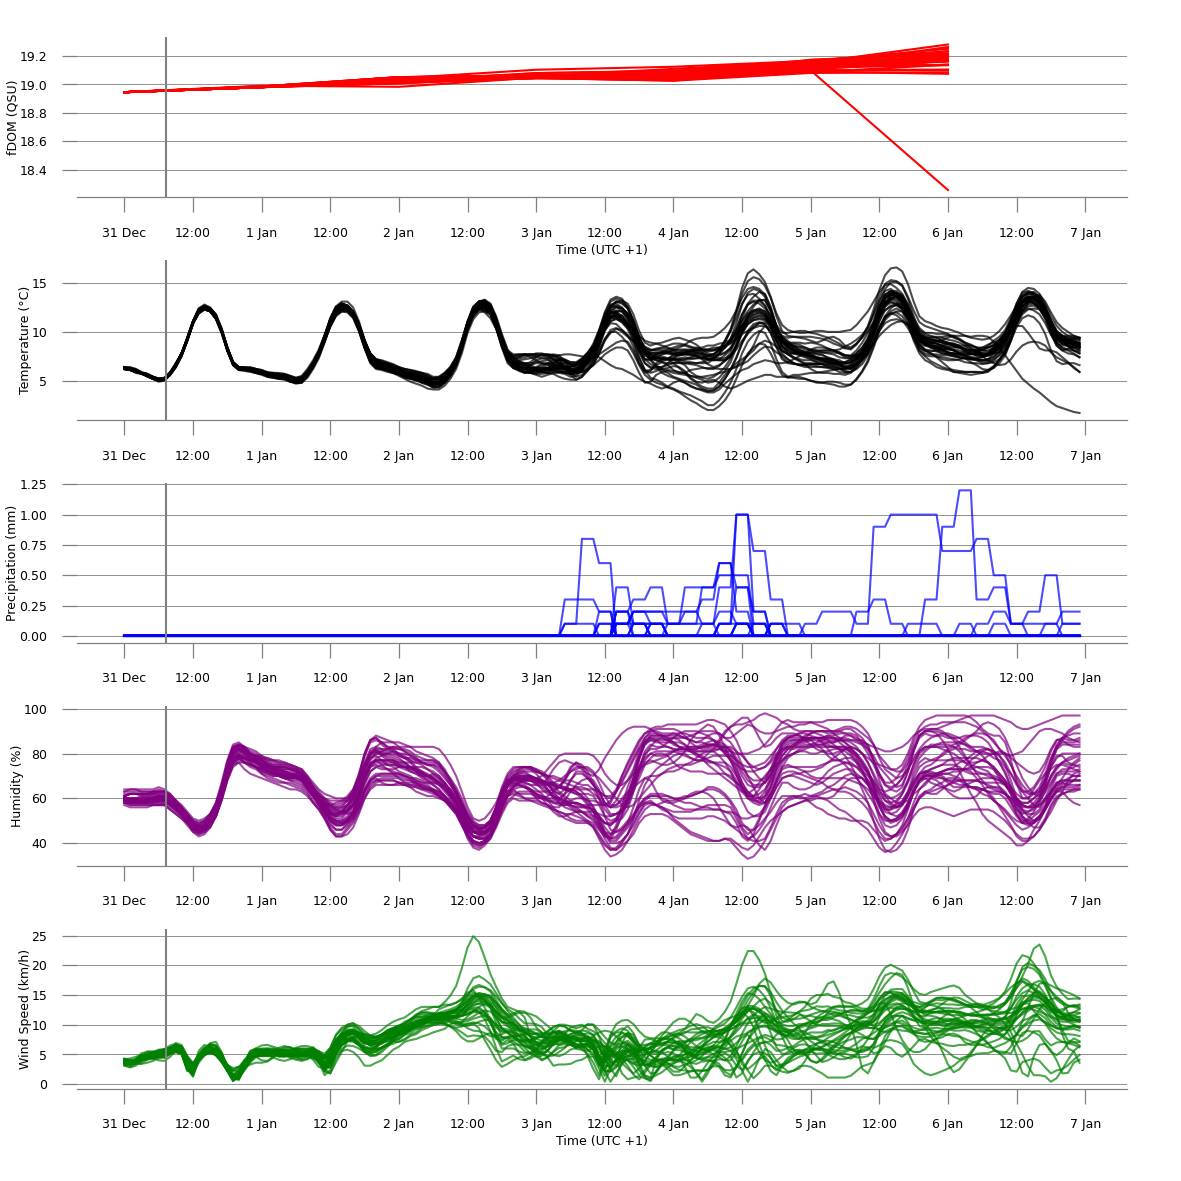 fDOM (QSU)
19.2
19.0
18.8
18.6
18.4
31 Dec 12:00 1 Jan 12:00 2 Jan 12:00 3 Jan 12:00 4 Jan 12:00 5 Jan 12:00 6 Jan 12:00 7 Jan
Time (UTC +1)
Temperature (°C)
15
10
5
31 Dec 12:00 1 Jan 12:00 2 Jan 12:00 3 Jan 12:00 4 Jan 12:00 5 Jan 12:00 6 Jan 12:00 7 Jan
Precipitation (mm)
1.25
1.00
0.75
0.50
0.25
0.00
31 Dec 12:00 1 Jan 12:00 2 Jan 12:00 3 Jan 12:00 4 Jan 12:00 5 Jan 12:00 6 Jan 12:00 7 Jan
Humidity (%)
100
80
60
40
31 Dec 12:00 1 Jan 12:00 2 Jan 12:00 3 Jan 12:00 4 Jan 12:00 5 Jan 12:00 6 Jan 12:00 7 Jan
Wind Speed (km/h)
25
20
15
10
5
0
31 Dec 12:00 1 Jan 12:00 2 Jan 12:00 3 Jan 12:00 4 Jan 12:00 5 Jan 12:00 6 Jan 12:00 7 Jan
Time (UTC +1)